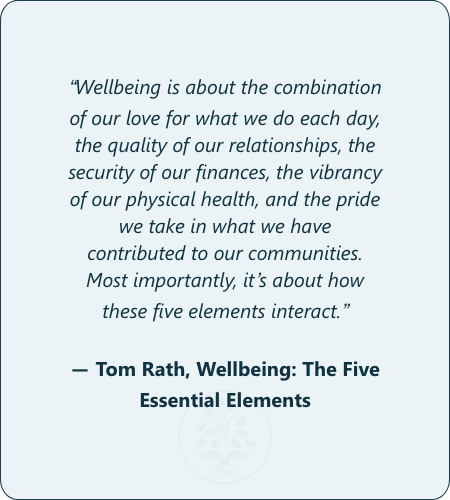 “Wellbeing is about the combination
of our love for what we do each day,
the quality of our relationships, the
security of our finances, the vibrancy
of our physical health, and the pride
we take in what we have
contributed to our communities.
Most importantly, it’s about how
these five elements interact.”
— Tom Rath, Wellbeing: The Five
Essential Elements